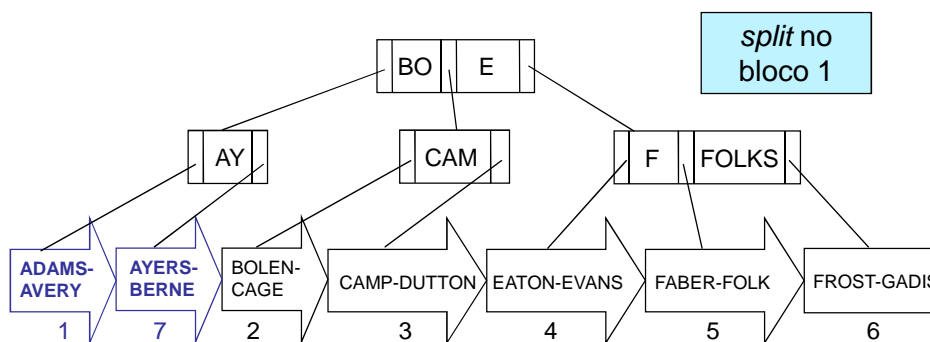 split no
bloco 1
BO E
AY CAM F FOLKS
ADAMS-
AVERY
AYERS-
BERNE
BOLEN-
CAGE
CAMP-DUTTON
EATON-EVANS
FABER-FOLK
FROST-GADIS
1 7 2 3 4 5 6